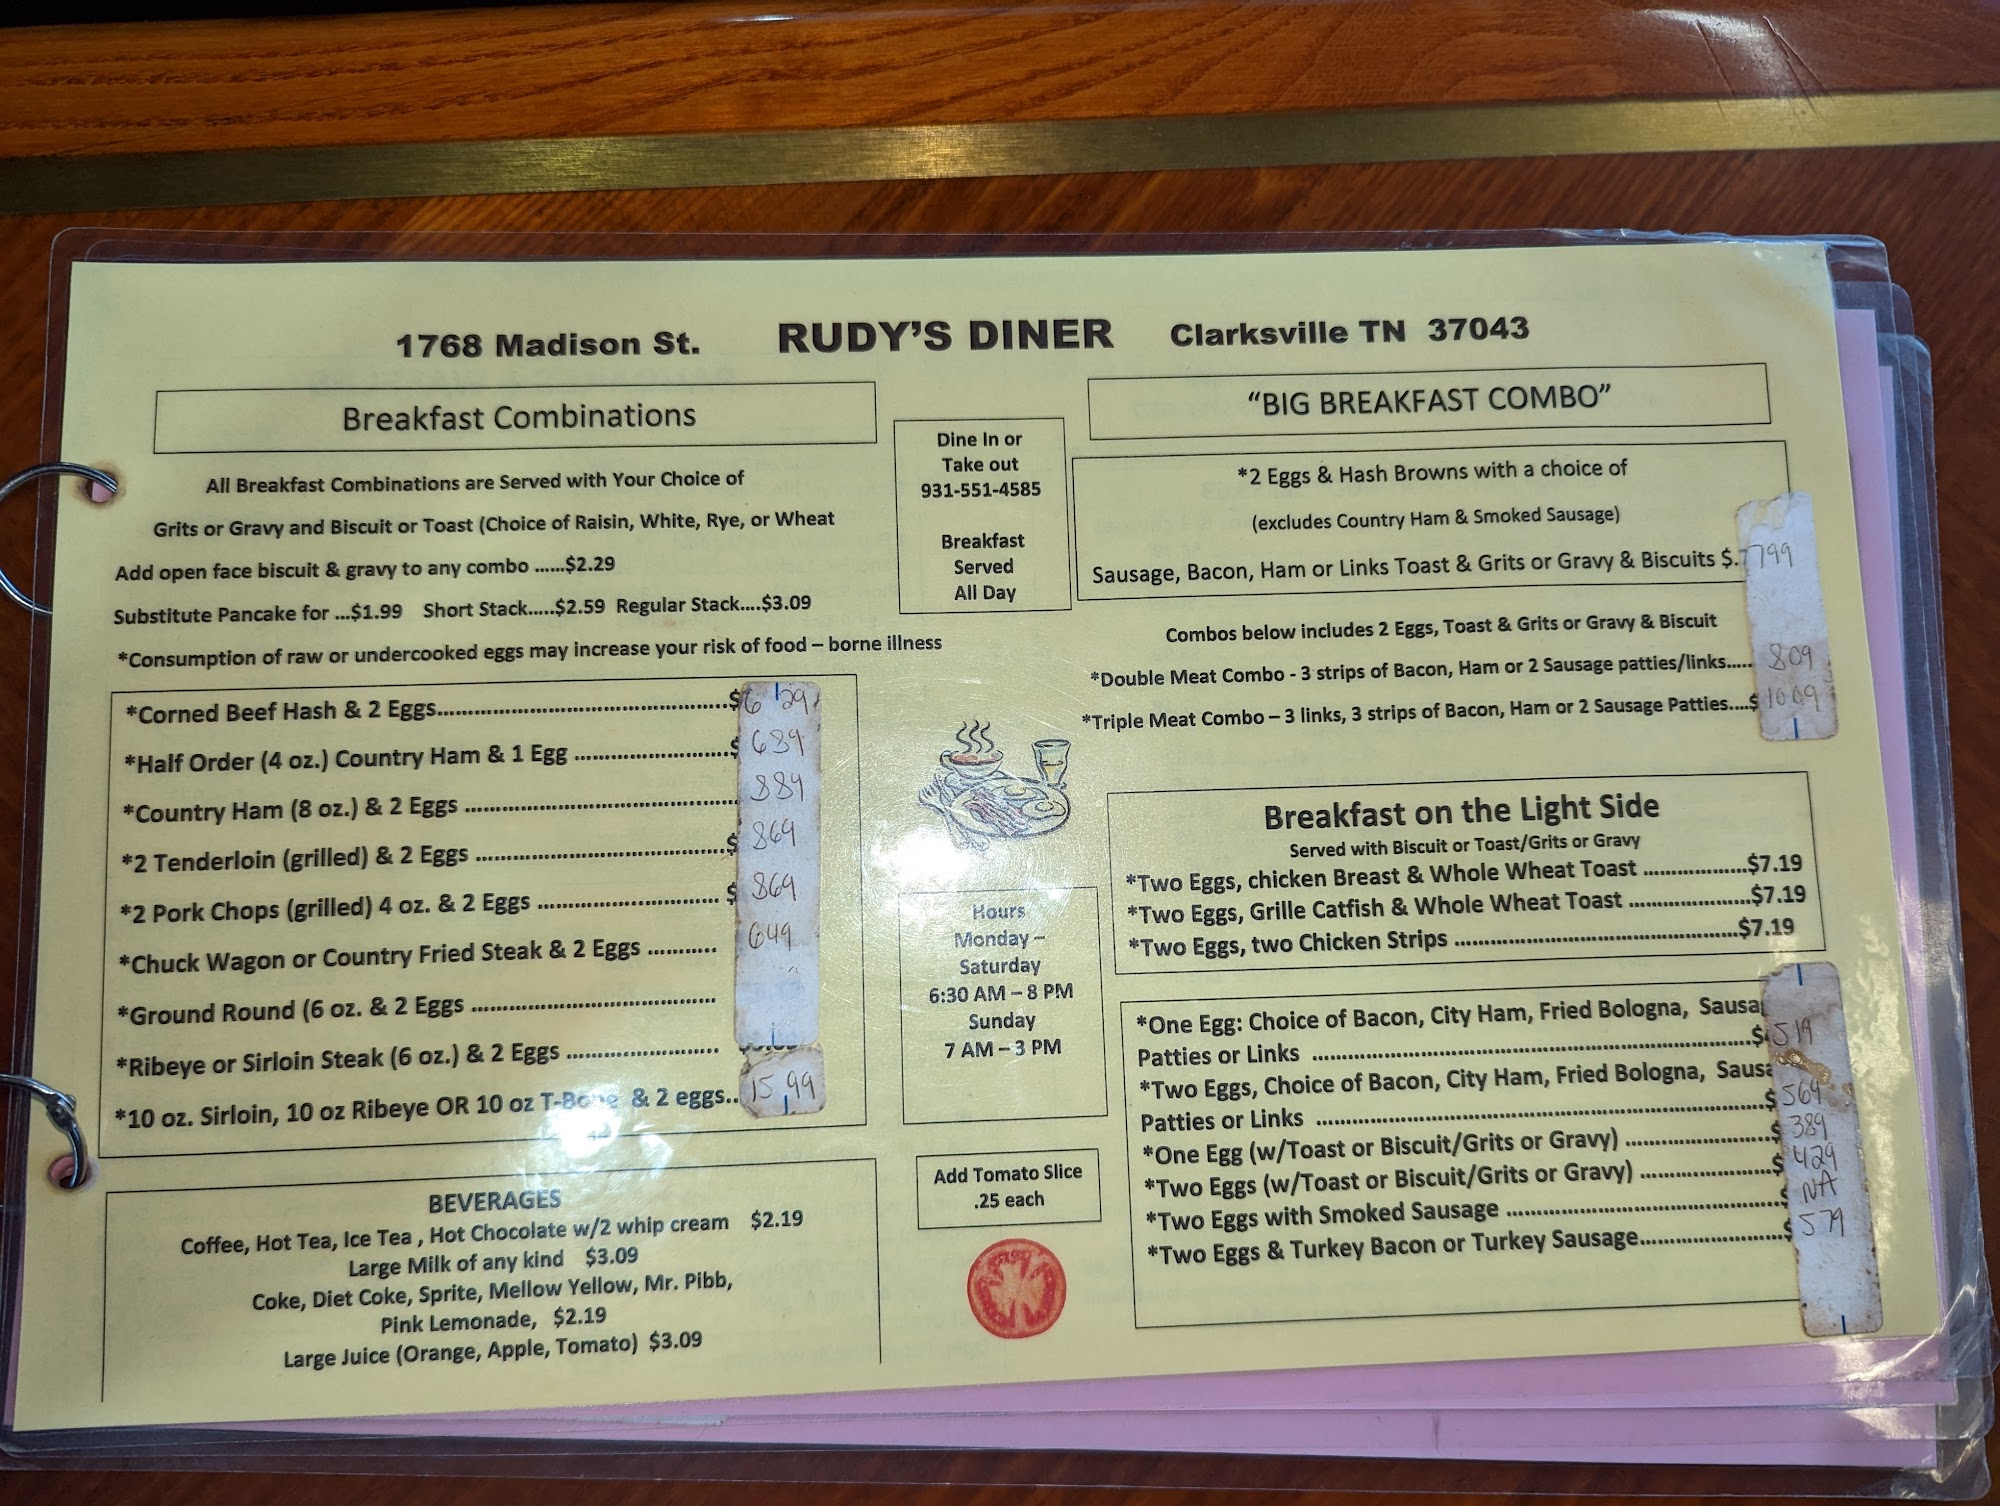 1768 Madison St. RUDY'S DINER Clarksville TN 37043
Breakfast Combinations
All Breakfast Combinations are Served with Your Choice of
Grits or Gravy and Biscuit or Toast (Choice of Raisin, White, Rye, or Wheat
Add open face biscuit & gravy to any combo ......$2.29
Substitute Pancake for ...$1.99 Short Stack.....$2.59 Regular Stack....$3.09
*Consumption of raw or undercooked eggs may increase your risk of food – borne illness
*Corned Beef Hash & 2 Eggs..........$6 29
*Half Order (4 oz.) Country Ham & 1 Egg ..........$ 689
*Country Ham (8 oz.) & 2 Eggs .......... 889
*2 Tenderloin (grilled) & 2 Eggs ..........$ 869
*2 Pork Chops (grilled) 4 oz. & 2 Eggs ..........$ 869
*Chuck Wagon or Country Fried Steak & 2 Eggs .......... 649
*Ground Round (6 oz. & 2 Eggs ..........
*Ribeye or Sirloin Steak (6 oz.) & 2 Eggs ..........
*10 oz. Sirloin, 10 oz Ribeye OR 10 oz T-Bone & 2 eggs.. 15 99
BEVERAGES
Coffee, Hot Tea, Ice Tea , Hot Chocolate w/2 whip cream $2.19
Large Milk of any kind $3.09
Coke, Diet Coke, Sprite, Mellow Yellow, Mr. Pibb,
Pink Lemonade, $2.19
Large Juice (Orange, Apple, Tomato) $3.09
Dine In or
Take out
931-551-4585
Breakfast
Served
All Day
Hours
Monday –
Saturday
6:30 AM – 8 PM
Sunday
7 AM – 3 PM
Add Tomato Slice
.25 each
"BIG BREAKFAST COMBO"
*2 Eggs & Hash Browns with a choice of
(excludes Country Ham & Smoked Sausage)
Sausage, Bacon, Ham or Links Toast & Grits or Gravy & Biscuits $.7 799
Combos below includes 2 Eggs, Toast & Grits or Gravy & Biscuit
*Double Meat Combo - 3 strips of Bacon, Ham or 2 Sausage patties/links..... 809
*Triple Meat Combo – 3 links, 3 strips of Bacon, Ham or 2 Sausage Patties....$ 1009
Breakfast on the Light Side
Served with Biscuit or Toast/Grits or Gravy
*Two Eggs, chicken Breast & Whole Wheat Toast ..........$7.19
*Two Eggs, Grille Catfish & Whole Wheat Toast ..........$7.19
*Two Eggs, two Chicken Strips ..........$7.19
*One Egg: Choice of Bacon, City Ham, Fried Bologna, Sausa
Patties or Links ..........$ 519
*Two Eggs, Choice of Bacon, City Ham, Fried Bologna, Sausa
Patties or Links ..........$ 569
*One Egg (w/Toast or Biscuit/Grits or Gravy) ..........$ 389
*Two Eggs (w/Toast or Biscuit/Grits or Gravy) ..........$ 429
*Two Eggs with Smoked Sausage ..........$ NA
*Two Eggs & Turkey Bacon or Turkey Sausage..........$ 579